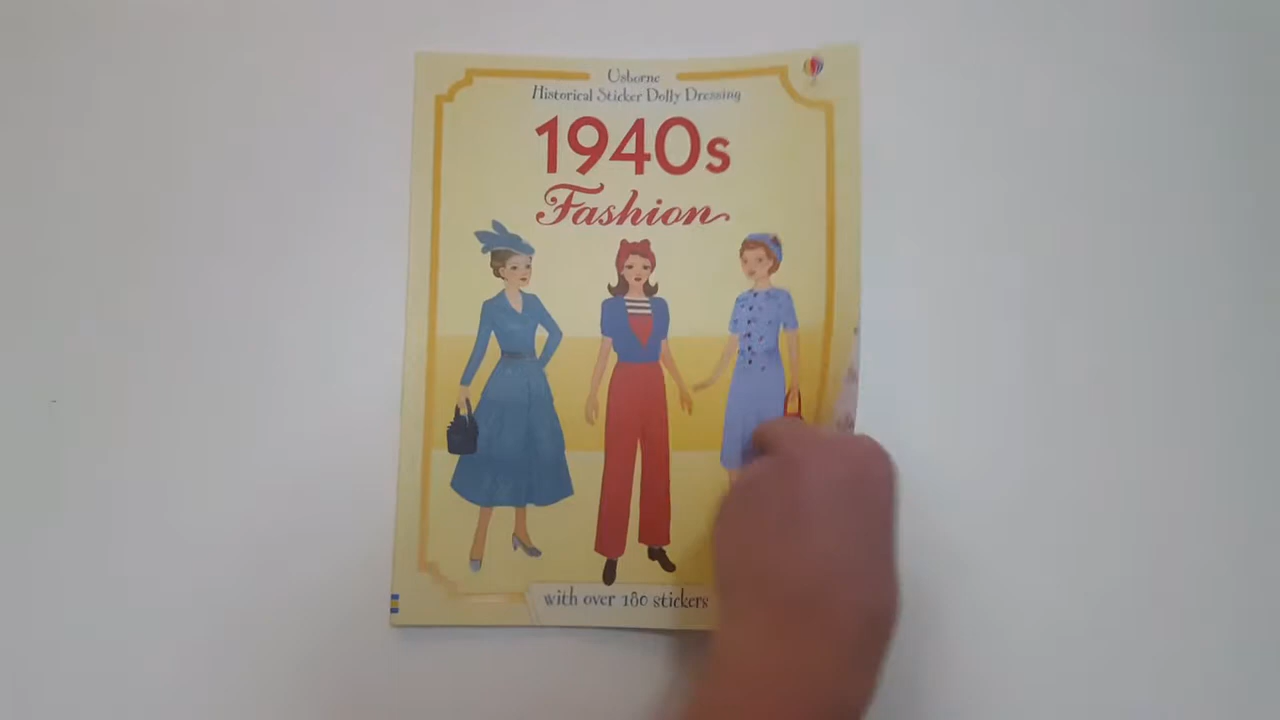 Usborne
Historical Sticker Dolly Dressing
1940s
Fashion
with over 180 stickers